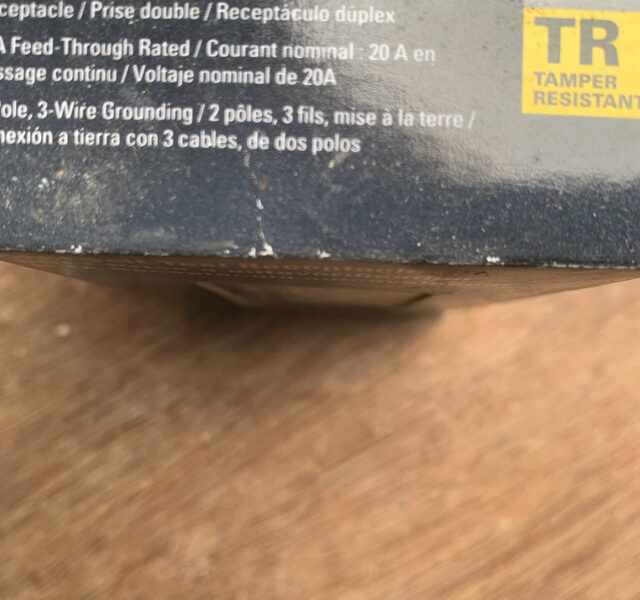 ceptacle / Prise double / Receptáculo dúplex
A Feed-Through Rated / Courant nominal : 20 A en
ssage continu / Voltaje nominal de 20A
ole, 3-Wire Grounding / 2 pôles, 3 fils, mise à la terre /
nexión a tierra con 3 cables, de dos polos
TR
TAMPER
RESISTANT